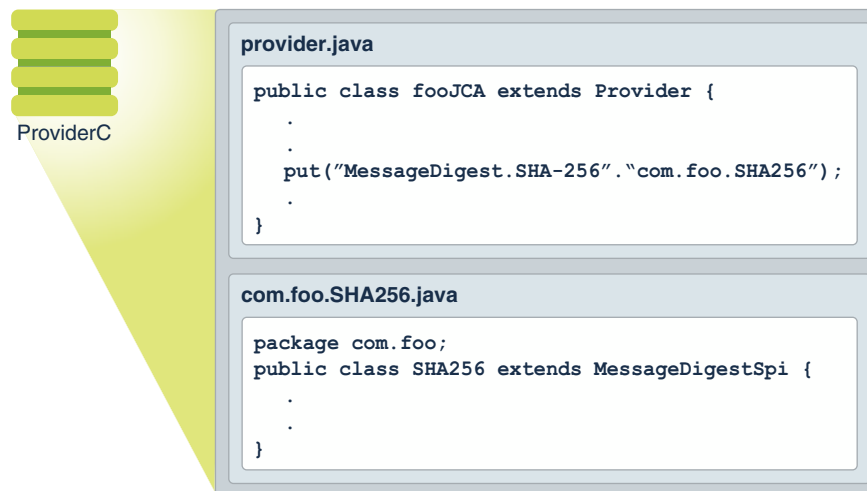 ProviderC
provider.java
public class fooJCA extends Provider {
.
.
put(”MessageDigest.SHA-256”.“com.foo.SHA256”);
.
}
com.foo.SHA256.java
package com.foo;
public class SHA256 extends MessageDigestSpi {
.
.
}